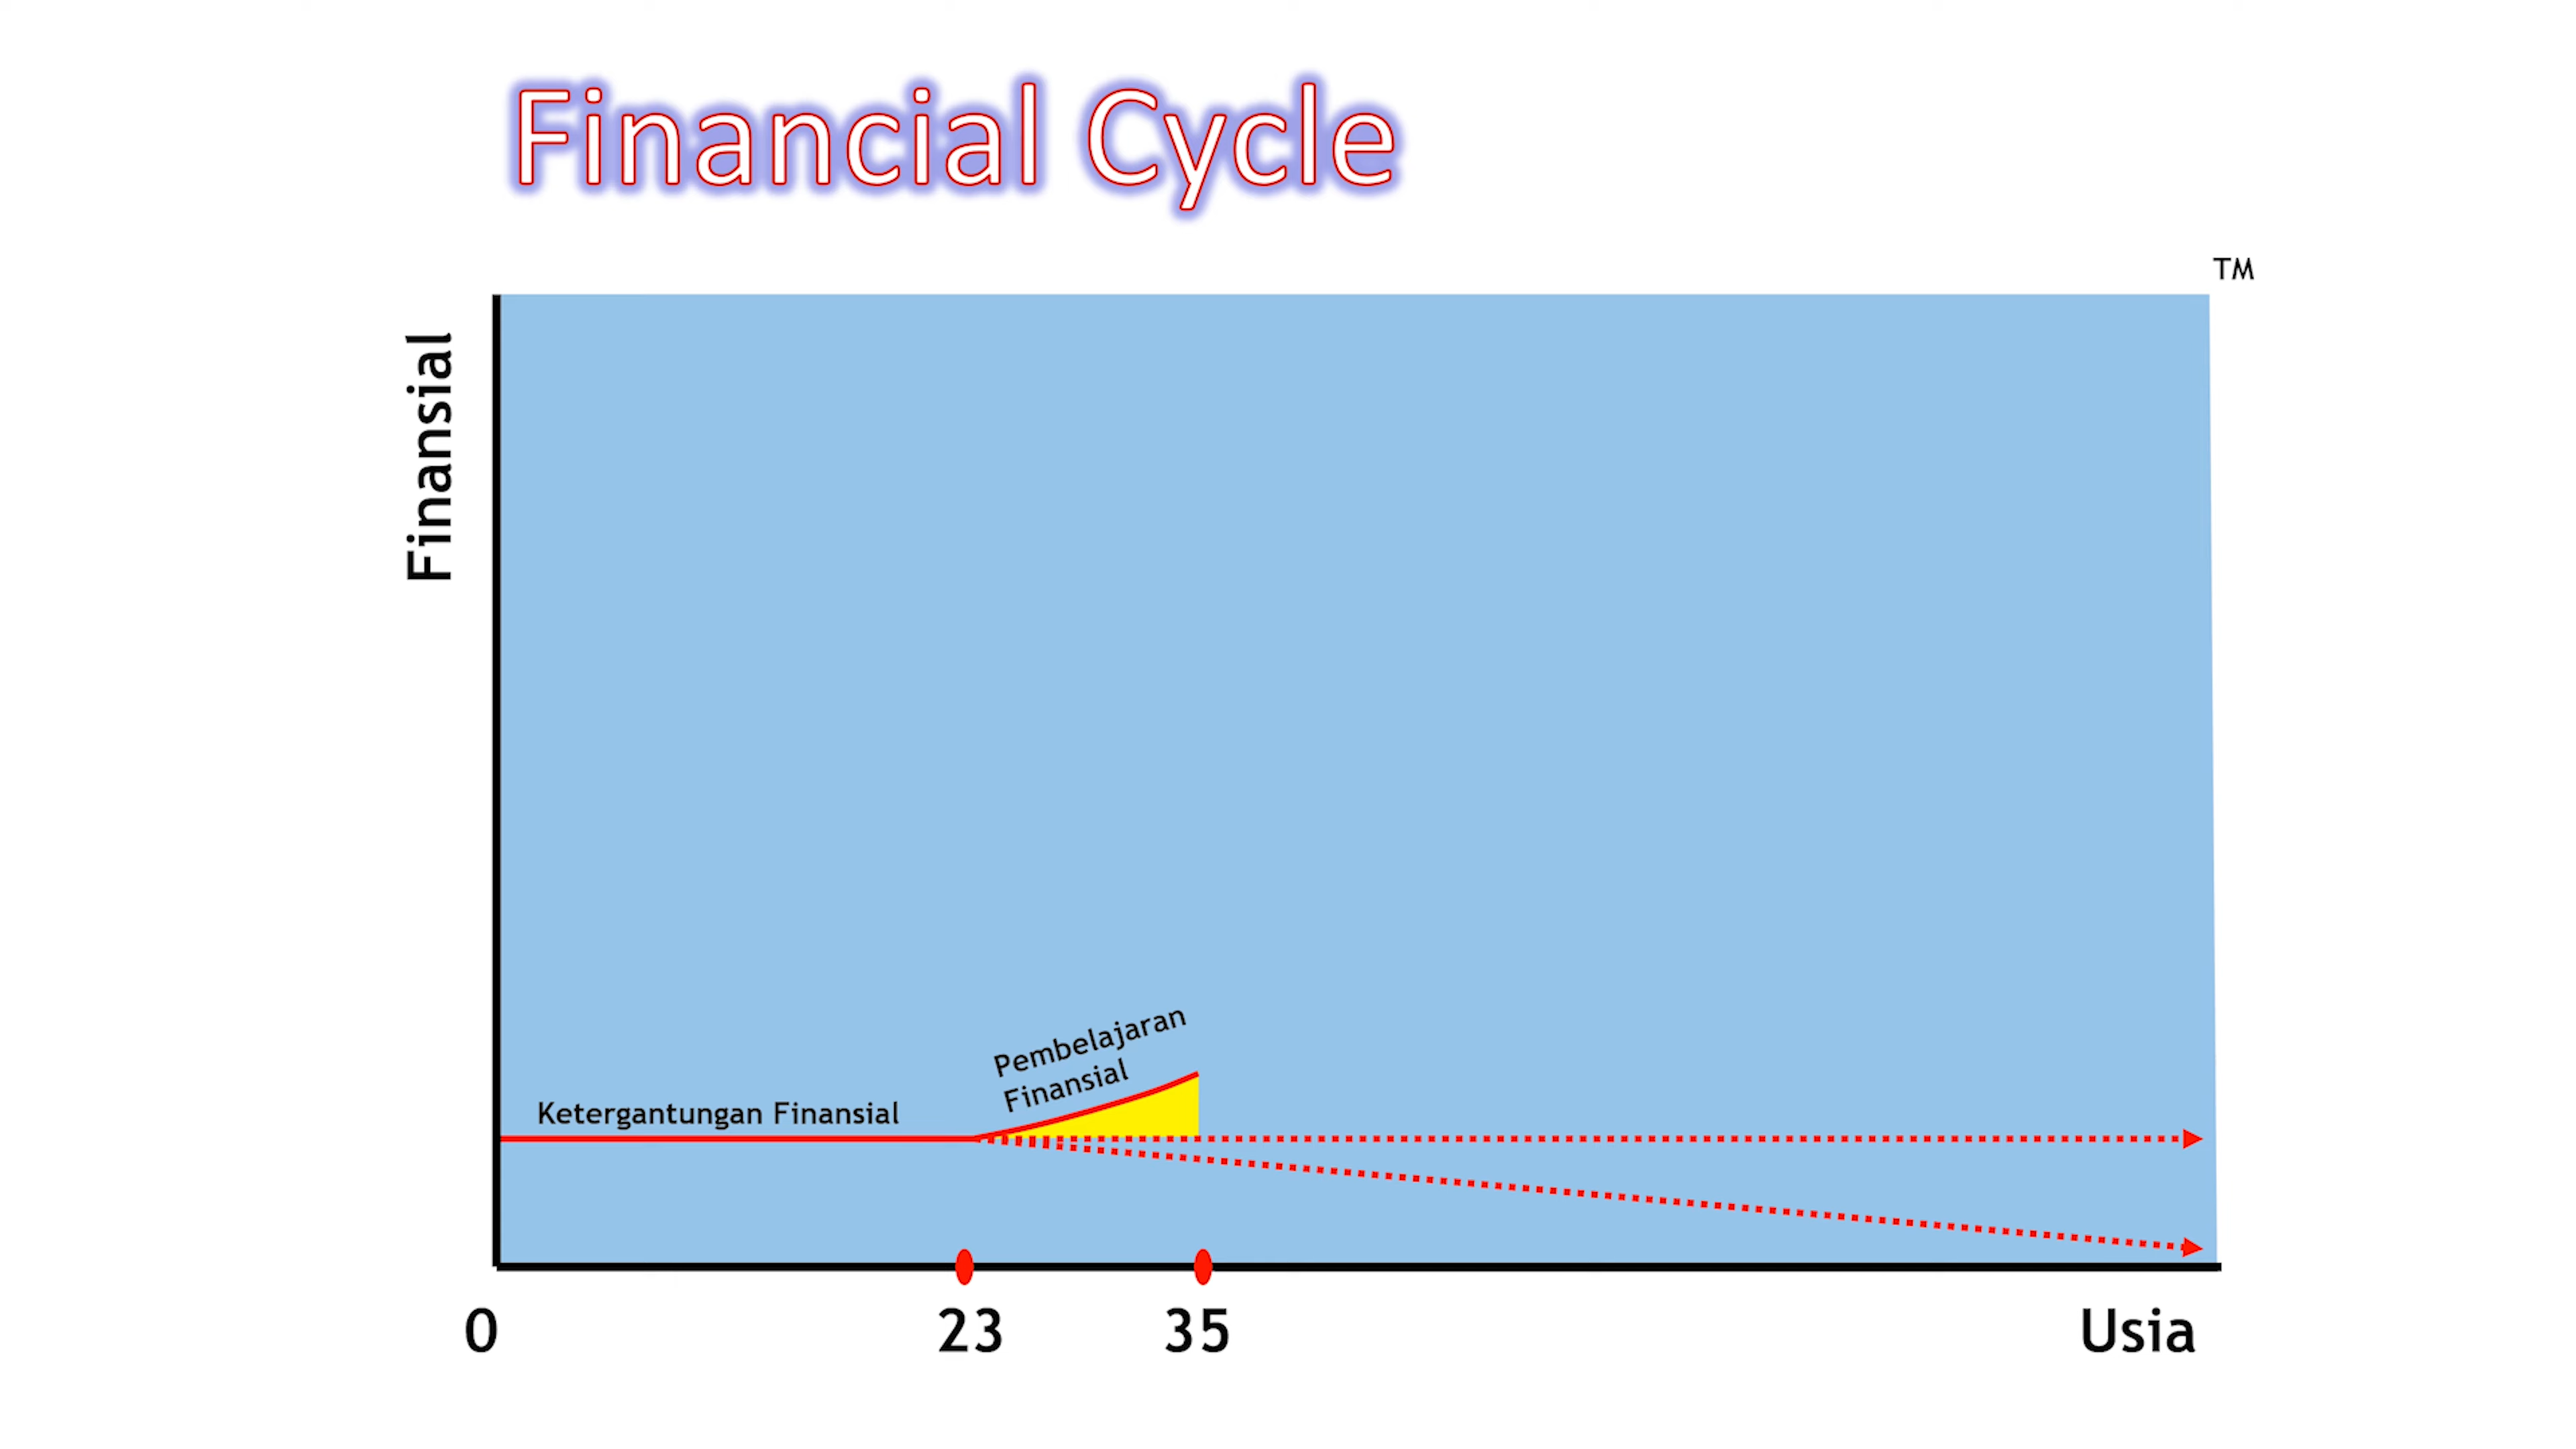 Financial Cycle
TM
Finansial
Pembelajaran
Finansial
Ketergantungan Finansial
0
23
35
Usia